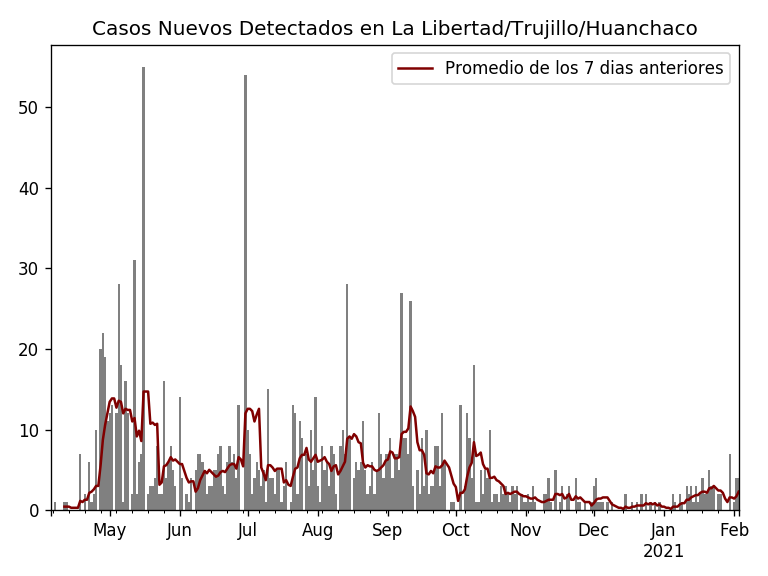 Casos Nuevos Detectados en La Libertad/Trujillo/Huanchaco
Promedio de los 7 dias anteriores
50
40
30
20
10
0
May Jun Jul Aug Sep Oct Nov Dec Jan Feb
2021